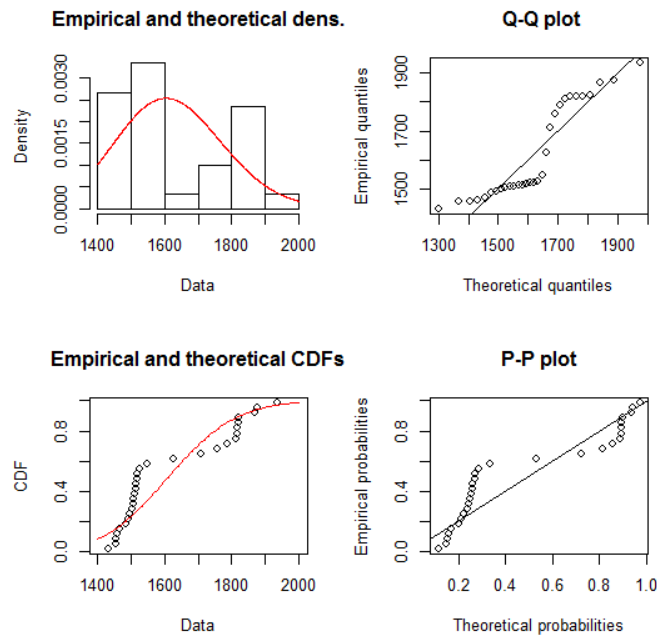 Empirical and theoretical dens.
Density
0.0000 0.0015 0.0030
1400 1600 1800 2000
Data
Q-Q plot
Empirical quantiles
1500 1700 1900
1300 1500 1700 1900
Theoretical quantiles
Empirical and theoretical CDFs
CDF
0.0 0.4 0.8
1400 1600 1800 2000
Data
P-P plot
Empirical probabilities
0.0 0.4 0.8
0.2 0.4 0.6 0.8 1.0
Theoretical probabilities